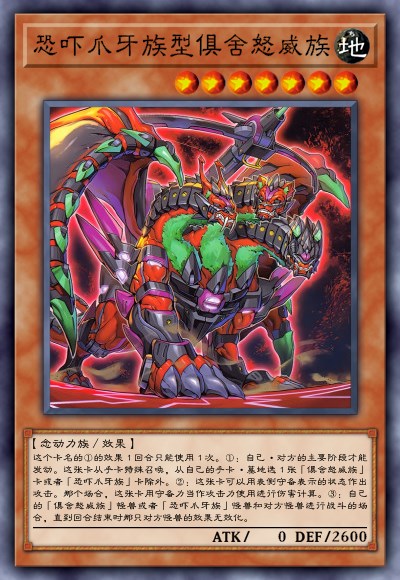 恐吓爪牙族型俱舍怒威族 地
【念动力族/效果】
这个卡名的①的效果1回合只能使用1次。①：自己·对方的主要阶段才能
发动。这张卡从手卡特殊召唤，从自己的手卡·墓地选1张「俱舍怒威族」
卡或者「恐吓爪牙族」卡除外。②：这张卡可以用表侧守备表示的状态作出
攻击。那个场合，这张卡用守备力当作攻击力使用进行伤害计算。③：自己
的「俱舍怒威族」怪兽或者「恐吓爪牙族」怪兽和对方怪兽进行战斗的场
合，直到回合结束时那只对方怪兽的效果无效化。
ATK/ 0 DEF/2600